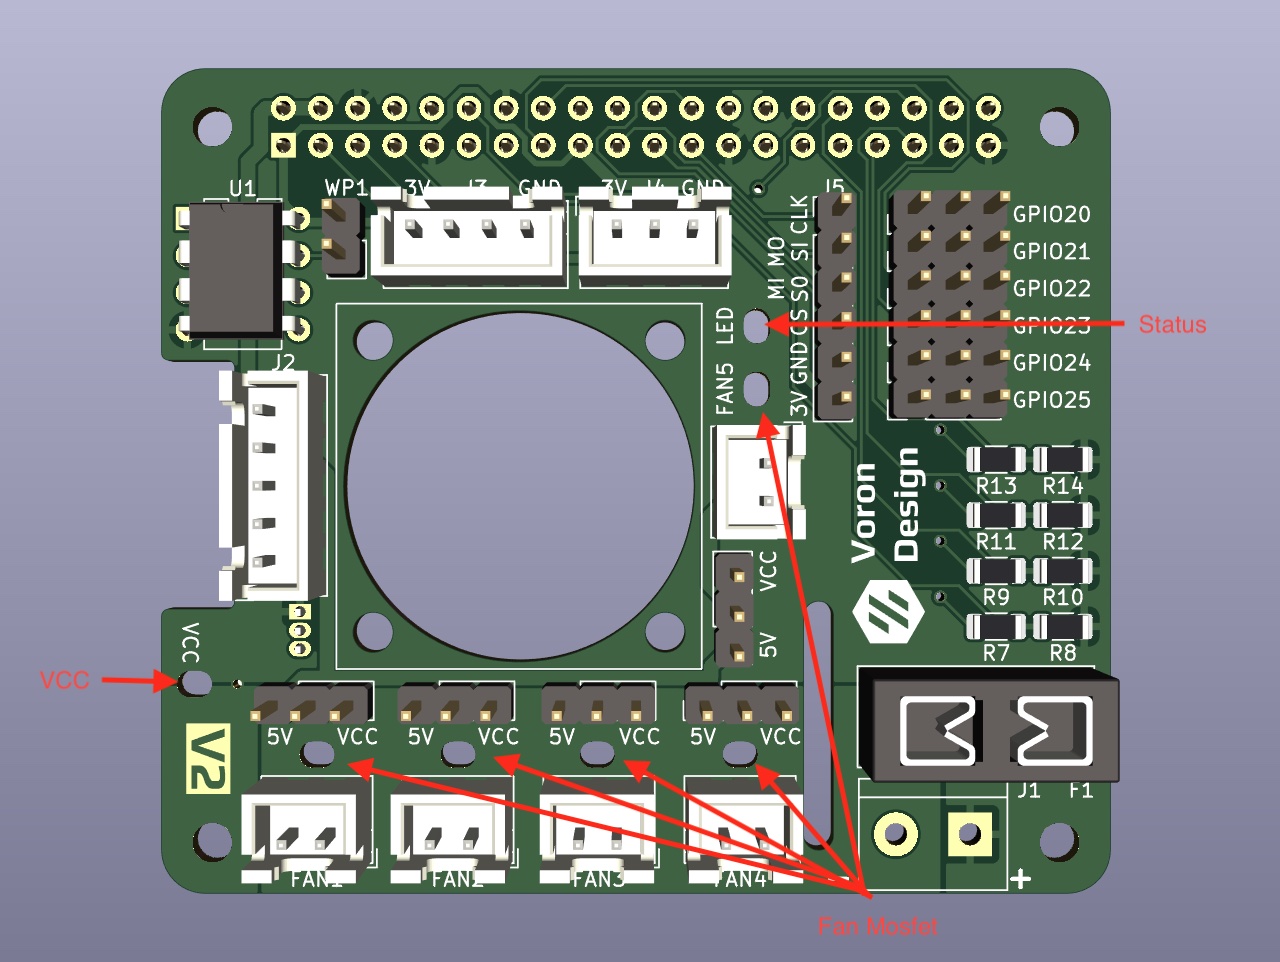 U1
WP1
3V J3 GND
3V J4 GND
J5
CLK
MO
SI
MI
S0
CS
GND
3V
GPIO20
GPIO21
GPIO22
GPIO23
GPIO24
GPIO25
LED
Status
FAN5
J2
Voron
Design
R13 R14
R11 R12
R9 R10
R7 R8
VCC
5V
VCC
VCC
5V VCC
5V VCC
5V VCC
5V VCC
V2
J1 F1
FAN1
FAN2
FAN3
FAN4
- +
Fan Mosfet